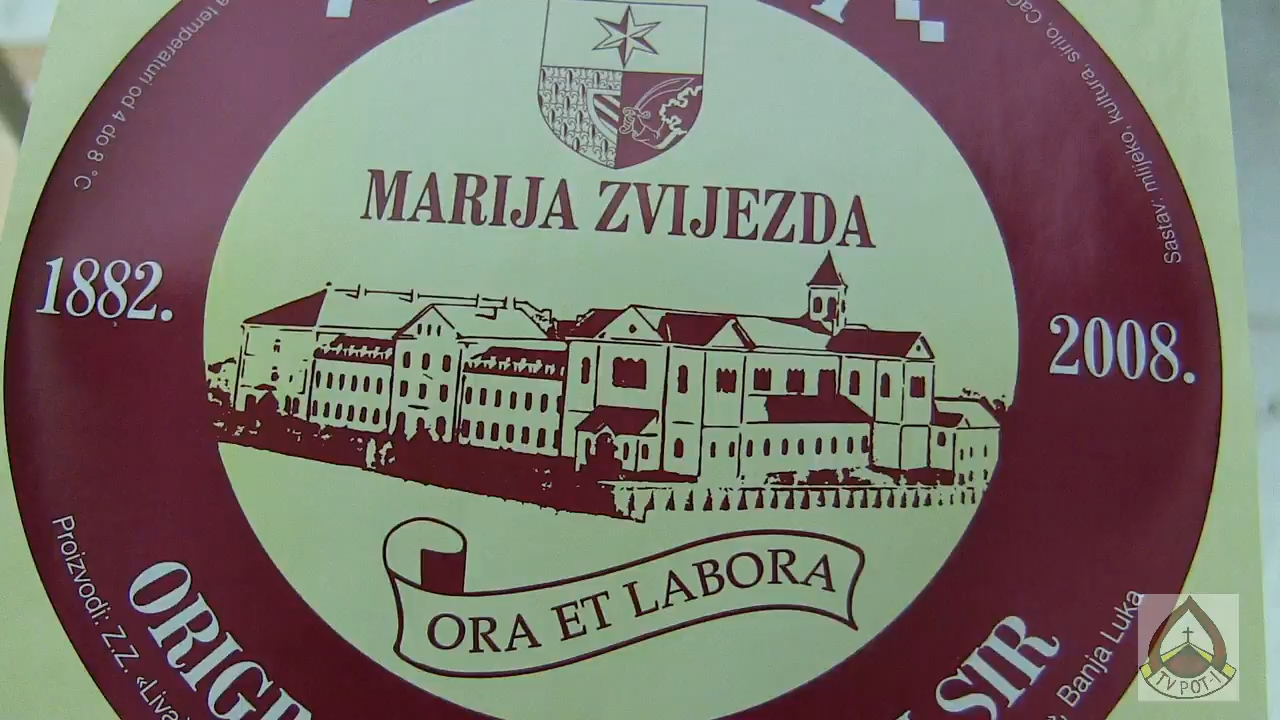 a temperaturi od 4 do 8 °C
Sastav: mlijeko, kultura, sirilo,
MARIJA ZVIJEZDA
1882.
2008.
ORA ET LABORA
Proizvodi: Z.Z.
SIR
Banja Luka
TV POT-I